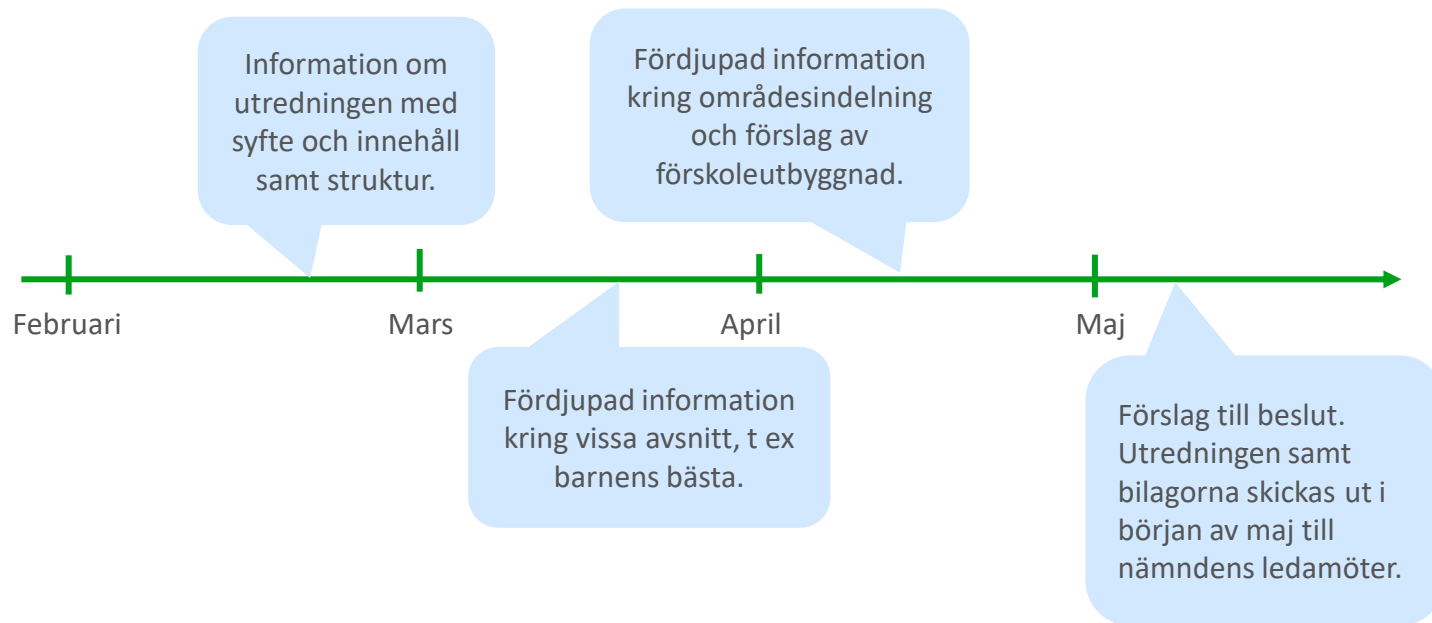 Information om
utredningen med
syfte och innehåll
samt struktur.
Fördjupad information
kring områdesindelning
och förslag av
förskoleutbyggnad.
Februari
Mars
April
Maj
Fördjupad information
kring vissa avsnitt, t ex
barnens bästa.
Förslag till beslut.
Utredningen samt
bilagorna skickas ut i
början av maj till
nämndens ledamöter.